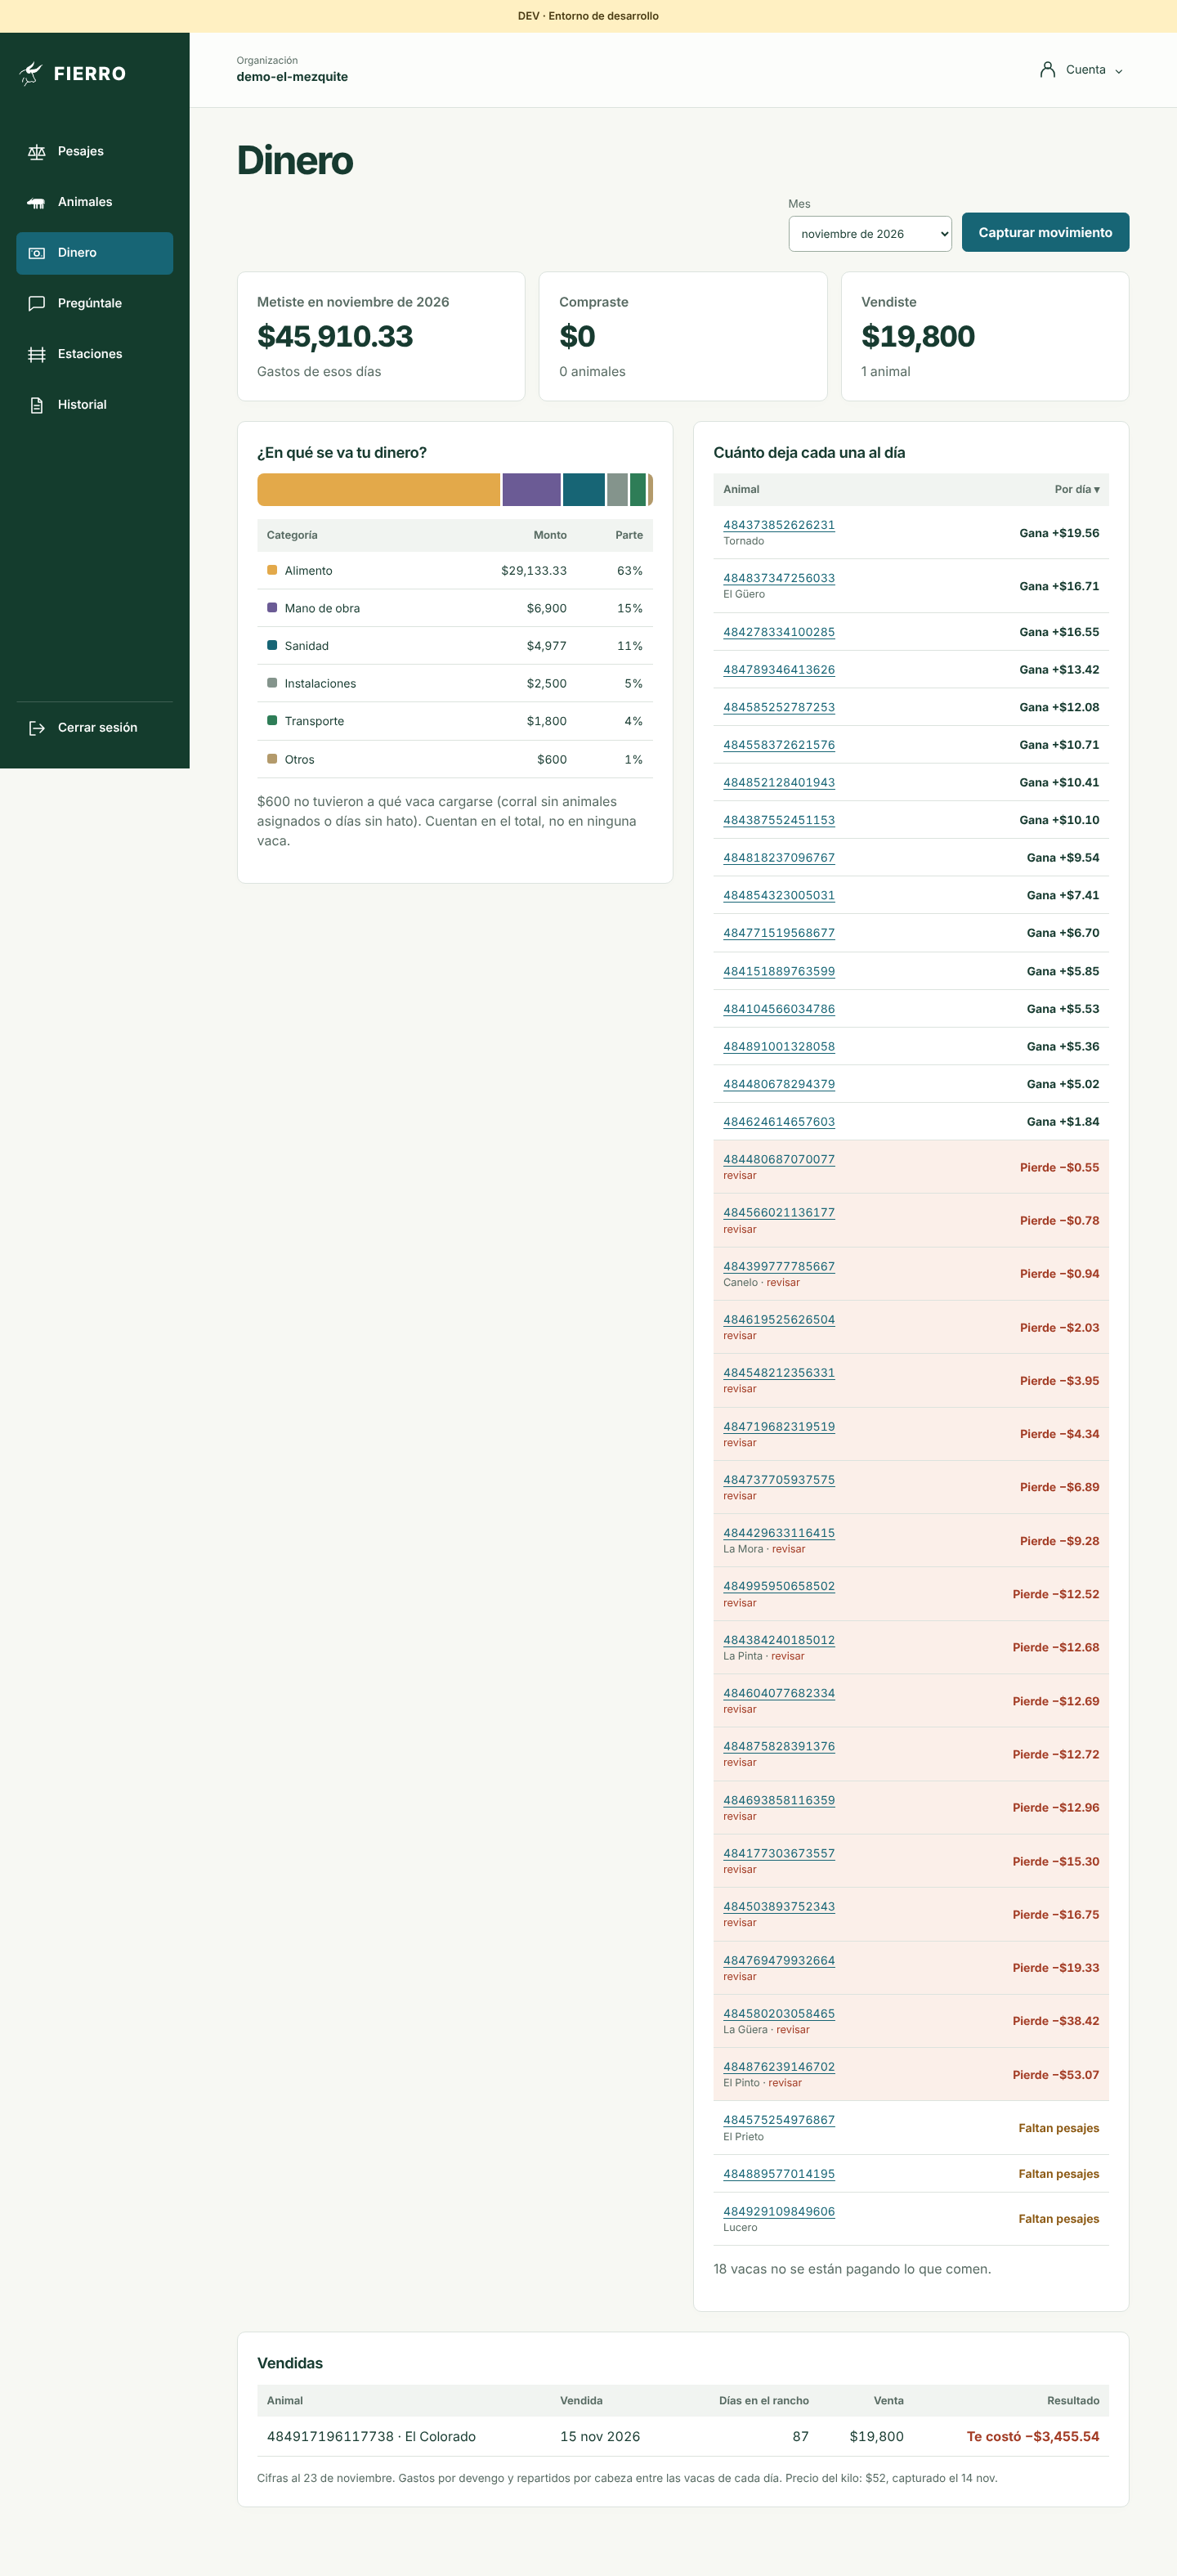 DEV · Entorno de desarrollo
FIERRO
Pesajes
Animales
Dinero
Pregúntale
Estaciones
Historial
Cerrar sesión
Organización
demo-el-mezquite
Cuenta
Dinero
Mes
noviembre de 2026
Capturar movimiento
Metiste en noviembre de 2026
$45,910.33
Gastos de esos días
Compraste
$0
0 animales
Vendiste
$19,800
1 animal
¿En qué se va tu dinero?
Categoría Monto Parte
Alimento $29,133.33 63%
Mano de obra $6,900 15%
Sanidad $4,977 11%
Instalaciones $2,500 5%
Transporte $1,800 4%
Otros $600 1%
$600 no tuvieron a qué vaca cargarse (corral sin animales
asignados o días sin hato). Cuentan en el total, no en ninguna
vaca.
Cuánto deja cada una al día
Animal Por día ▾
484373852626231 Gana +$19.56
Tornado
484837347256033 Gana +$16.71
El Güero
484278334100285 Gana +$16.55
484789346413626 Gana +$13.42
484585252787253 Gana +$12.08
484558372621576 Gana +$10.71
484852128401943 Gana +$10.41
484387552451153 Gana +$10.10
484818237096767 Gana +$9.54
484854323005031 Gana +$7.41
484771519568677 Gana +$6.70
484151889763599 Gana +$5.85
484104566034786 Gana +$5.53
484891001328058 Gana +$5.36
484480678294379 Gana +$5.02
484624614657603 Gana +$1.84
484480687070077 Pierde −$0.55
revisar
484566021136177 Pierde −$0.78
revisar
484399777785667 Pierde −$0.94
Canelo · revisar
484619525626504 Pierde −$2.03
revisar
484548212356331 Pierde −$3.95
revisar
484719682319519 Pierde −$4.34
revisar
484737705937575 Pierde −$6.89
revisar
484429633116415 Pierde −$9.28
La Mora · revisar
484995950658502 Pierde −$12.52
revisar
484384240185012 Pierde −$12.68
La Pinta · revisar
484604077682334 Pierde −$12.69
revisar
484875828391376 Pierde −$12.72
revisar
484693858116359 Pierde −$12.96
revisar
484177303673557 Pierde −$15.30
revisar
484503893752343 Pierde −$16.75
revisar
484769479932664 Pierde −$19.33
revisar
484580203058465 Pierde −$38.42
La Güera · revisar
484876239146702 Pierde −$53.07
El Pinto · revisar
484575254976867 Faltan pesajes
El Prieto
484889577014195 Faltan pesajes
484929109849606 Faltan pesajes
Lucero
18 vacas no se están pagando lo que comen.
Vendidas
Animal Vendida Días en el rancho Venta Resultado
484917196117738 · El Colorado 15 nov 2026 87 $19,800 Te costó −$3,455.54
Cifras al 23 de noviembre. Gastos por devengo y repartidos por cabeza entre las vacas de cada día. Precio del kilo: $52, capturado el 14 nov.